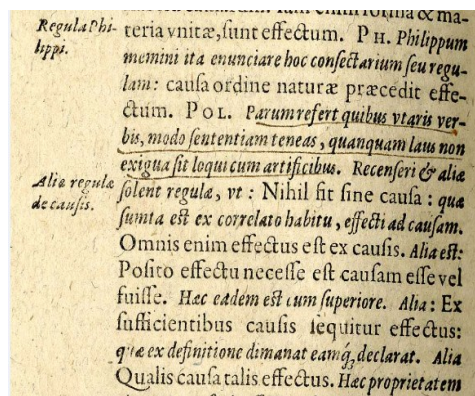 Regula Phi-
lippi.
teria vnitæ, sunt effectum. PH. Philippum
memini ita enunciare hoc consectarium seu regu-
lam: causa ordine naturæ præcedit effe-
ctum. POL. Parum refert quibus vtaris ver-
bis, modo sententiam teneas, quanquam laus non
exigua sit loqui cum artificibus. Recenseri & aliæ
Aliæ regulæ
de causis.
solent regulæ, vt: Nihil fit sine causa: quæ
sumta est ex correlato habitu, effecti ad causam.
Omnis enim effectus est ex causis. Alia est:
Posito effectu necesse est causam esse vel
fuisse. Hæc eadem est cum superiore. Alia: Ex
sufficientibus causis sequitur effectus:
quæ ex definitione dimanat eamq́; declarat. Alia
Qualis causa talis effectus. Hæc proprietatem